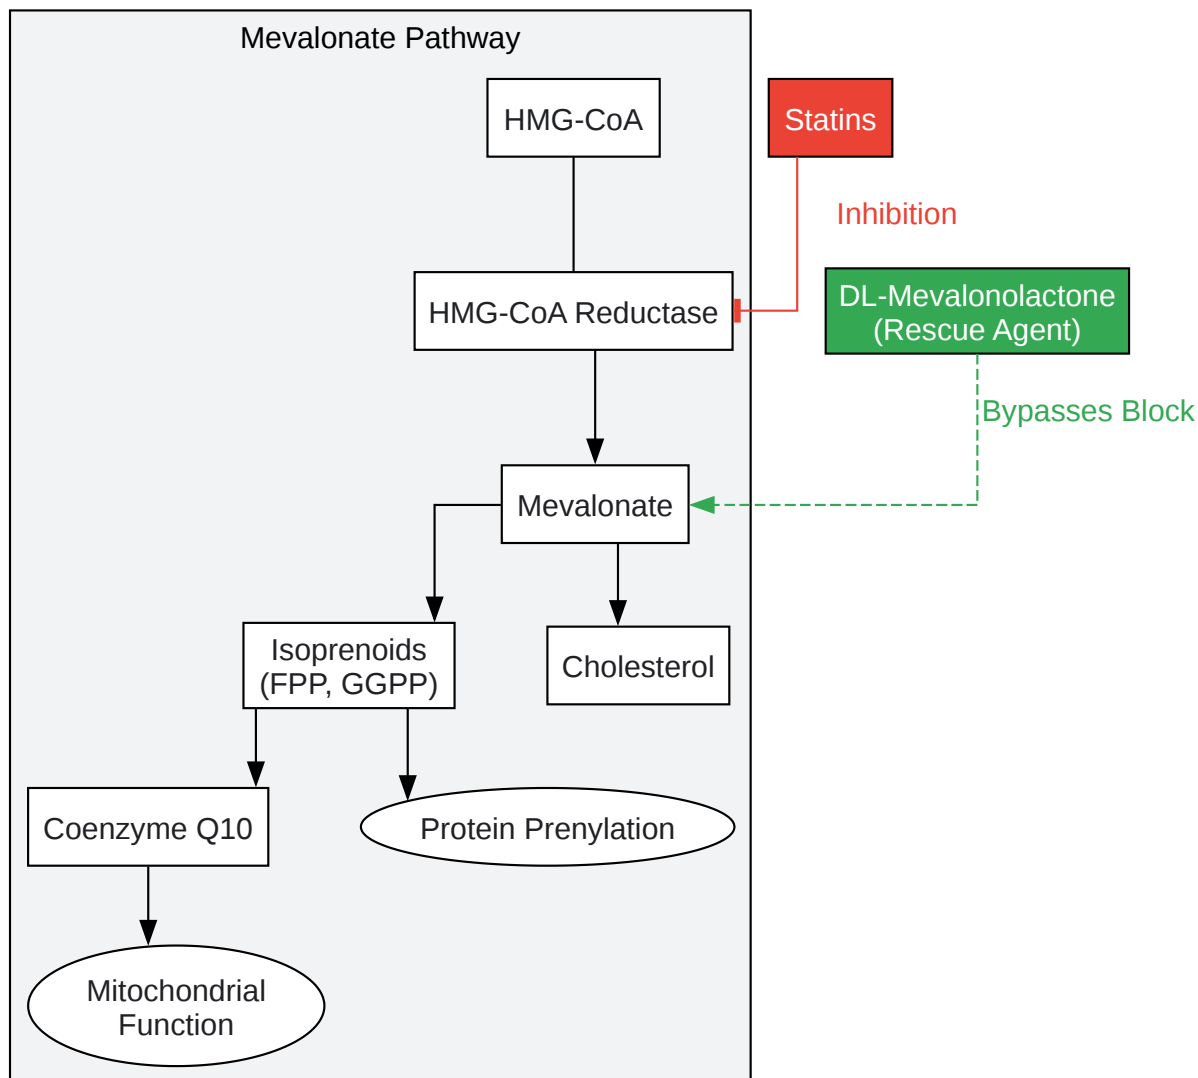 Mevalonate Pathway
HMG-CoA
Statins
Inhibition
HMG-CoA Reductase
DL-Mevalonolactone
(Rescue Agent)
Bypasses Block
Mevalonate
Isoprenoids
(FPP, GGPP)
Cholesterol
Coenzyme Q10
Protein Prenylation
Mitochondrial
Function